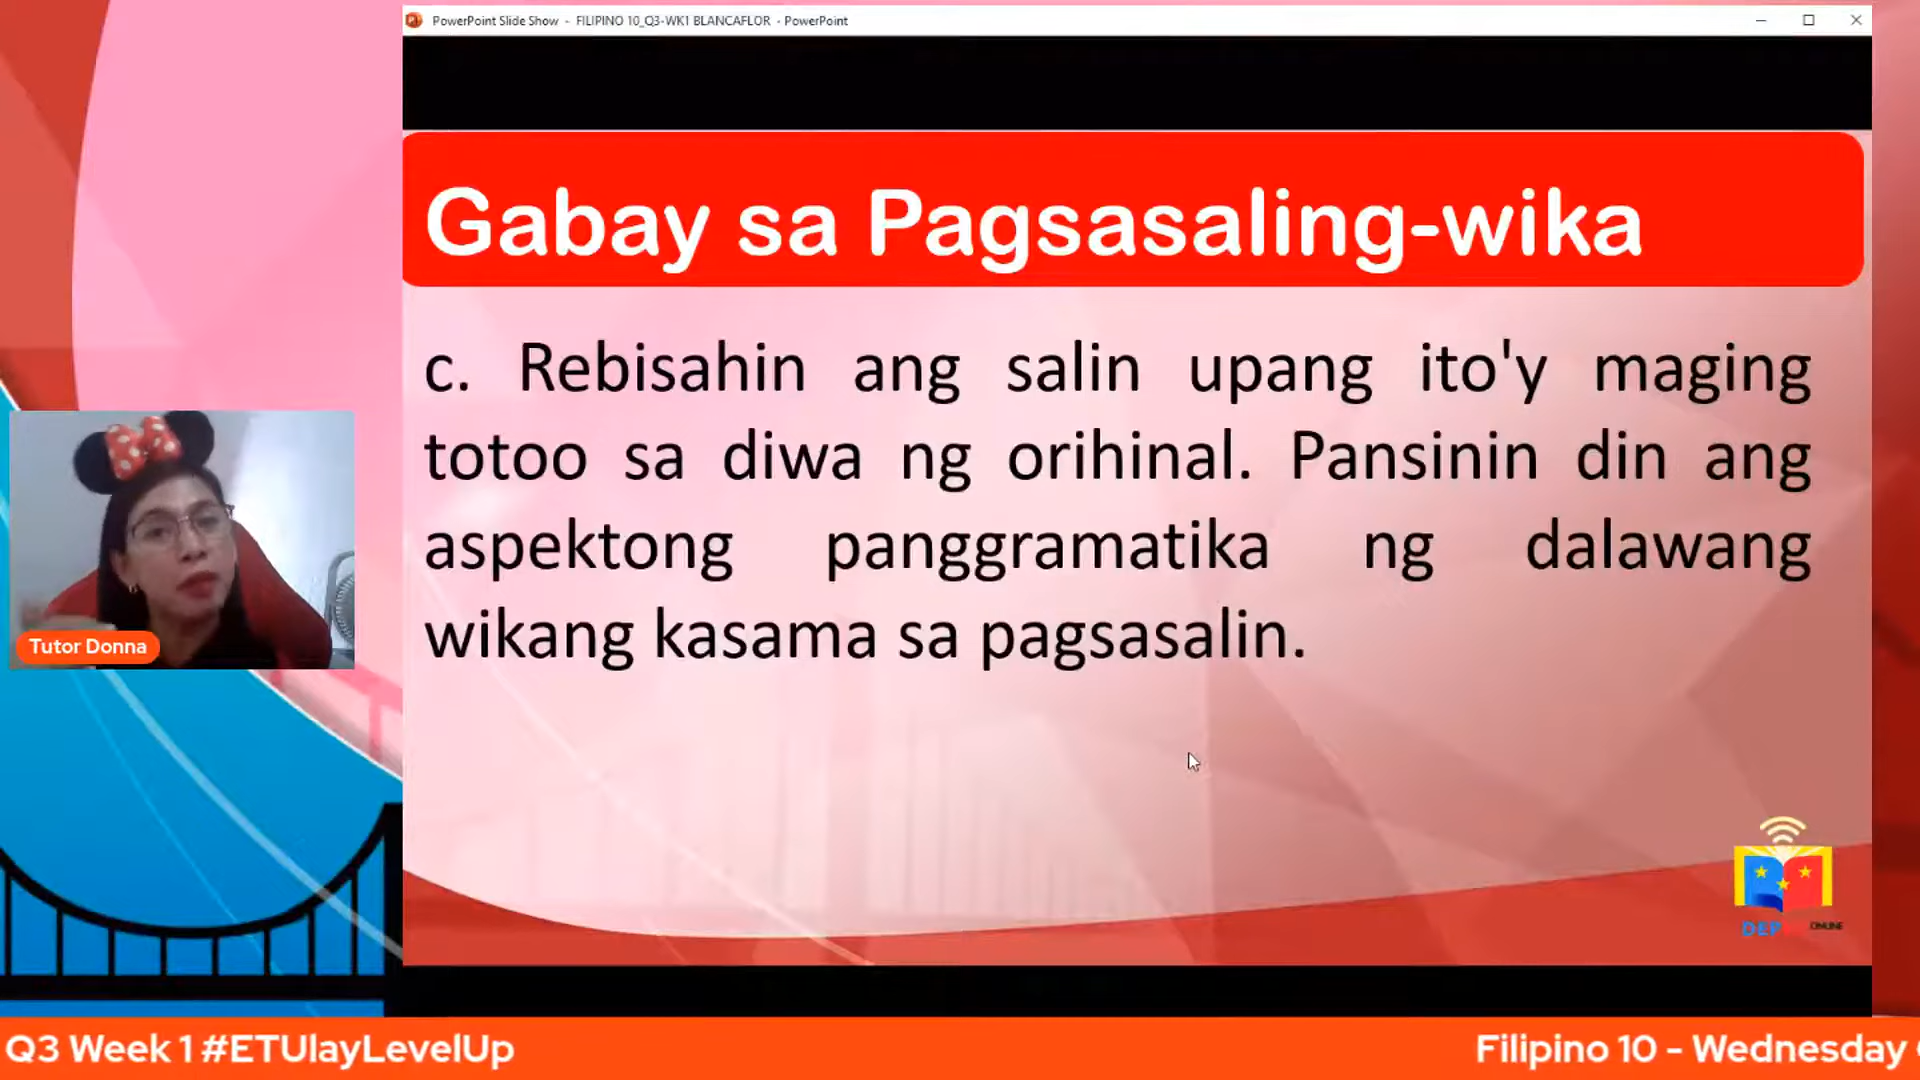 PowerPoint Slide Show - FILIPINO 10_Q3-WK1 BLANCAFLOR - PowerPoint
Gabay sa Pagsasaling-wika
c. Rebisahin ang salin upang ito'y maging
totoo sa diwa ng orihinal. Pansinin din ang
aspektong panggramatika ng dalawang
wikang kasama sa pagsasalin.
Tutor Donna
DEP ONLINE
Q3 Week 1 #ETUlayLevelUp
Filipino 10 - Wednesday